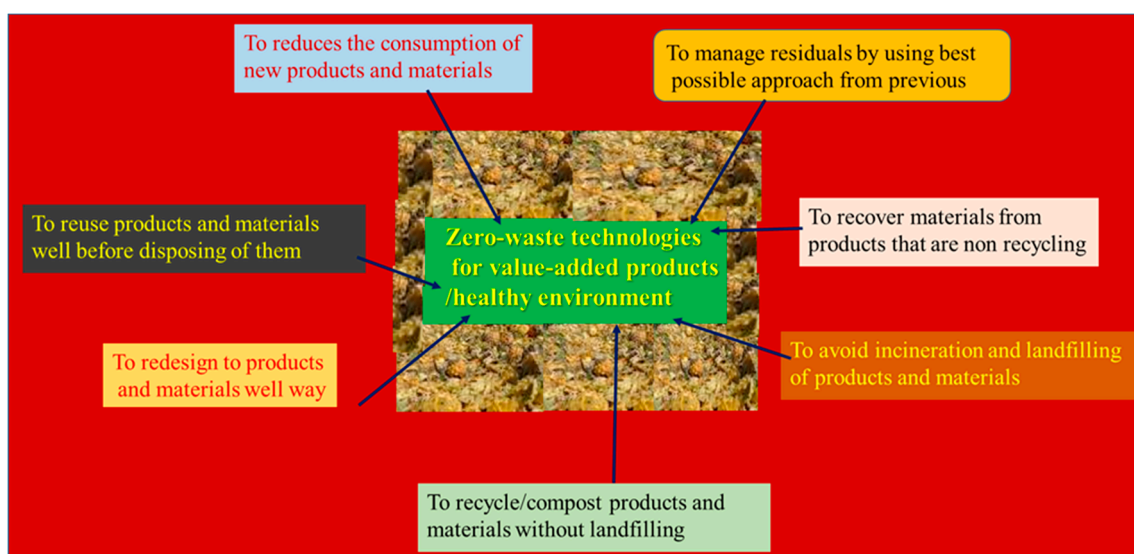 To reduces the consumption of
new products and materials
To manage residuals by using best
possible approach from previous
To reuse products and materials
well before disposing of them
Zero-waste technologies
for value-added products
/healthy environment
To recover materials from
products that are non recycling
To redesign to products
and materials well way
To avoid incineration and landfilling
of products and materials
To recycle/compost products and
materials without landfilling